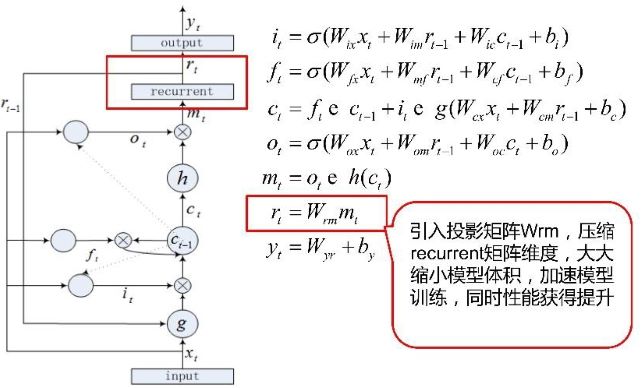 y_t
output
r_t
recurrent
r_{t-1}
m_t
o_t
h
c_t
c_{t-1}
f_t
i_t
g
x_t
input
i_t = σ(W_{ix}x_t + W_{im}r_{t-1} + W_{ic}c_{t-1} + b_i)
f_t = σ(W_{fx}x_t + W_{mf}r_{t-1} + W_{cf}c_{t-1} + b_f)
c_t = f_t e c_{t-1} + i_t e g(W_{cx}x_t + W_{cm}r_{t-1} + b_c)
o_t = σ(W_{ox}x_t + W_{om}r_{t-1} + W_{oc}c_t + b_o)
m_t = o_t e h(c_t)
r_t = W_{rm}m_t
y_t = W_{yr} + b_y
引入投影矩阵Wrm，压缩
recurrent矩阵维度，大大
缩小模型体积，加速模型
训练，同时性能获得提升